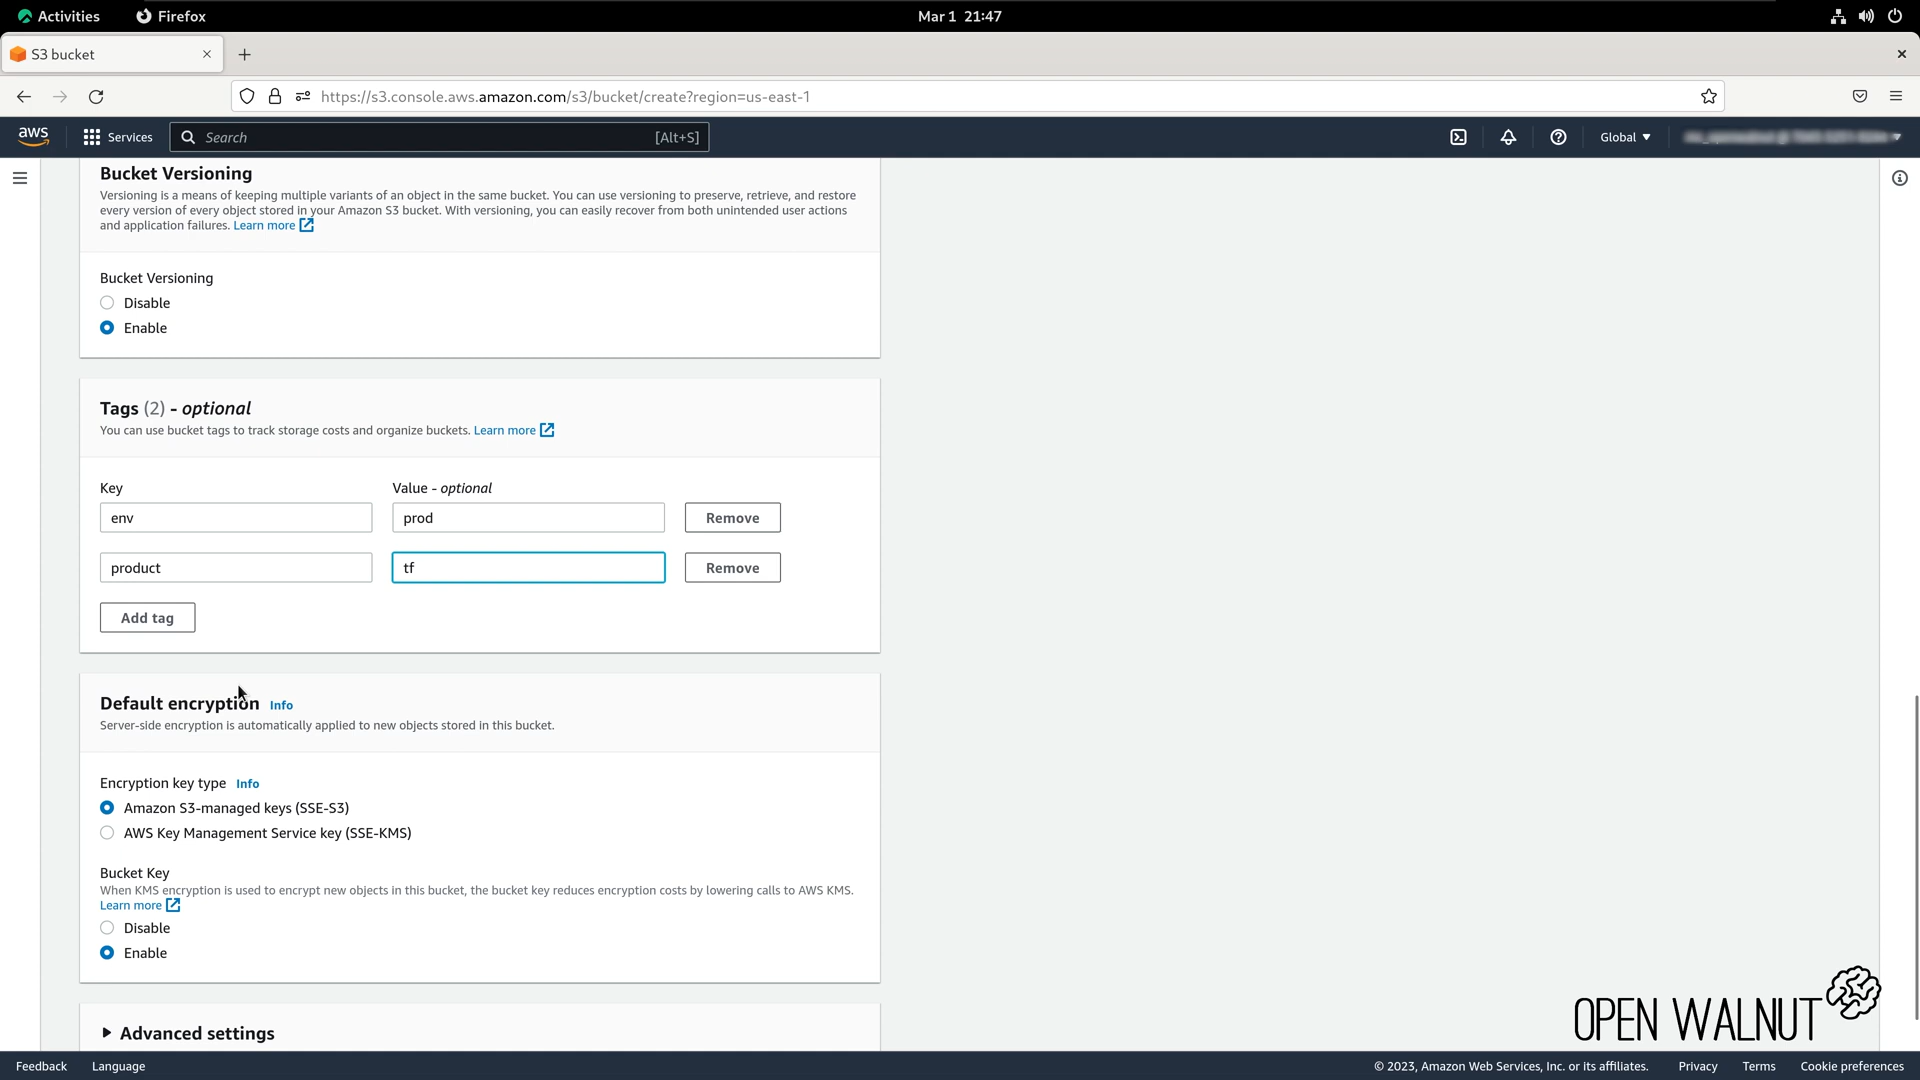 Activities
Firefox
Mar 1 21:47
S3 bucket
https://s3.console.aws.amazon.com/s3/bucket/create?region=us-east-1
aws
Services
Search
[Alt+S]
Global
Bucket Versioning
Versioning is a means of keeping multiple variants of an object in the same bucket. You can use versioning to preserve, retrieve, and restore
every version of every object stored in your Amazon S3 bucket. With versioning, you can easily recover from both unintended user actions
and application failures. Learn more
Bucket Versioning
Disable
Enable
Tags (2) - optional
You can use bucket tags to track storage costs and organize buckets. Learn more
Key
Value - optional
env
prod
Remove
product
tf
Remove
Add tag
Default encryption Info
Server-side encryption is automatically applied to new objects stored in this bucket.
Encryption key type Info
Amazon S3-managed keys (SSE-S3)
AWS Key Management Service key (SSE-KMS)
Bucket Key
When KMS encryption is used to encrypt new objects in this bucket, the bucket key reduces encryption costs by lowering calls to AWS KMS.
Learn more
Disable
Enable
Advanced settings
OPEN WALNUT
Feedback
Language
© 2023, Amazon Web Services, Inc. or its affiliates.
Privacy
Terms
Cookie preferences